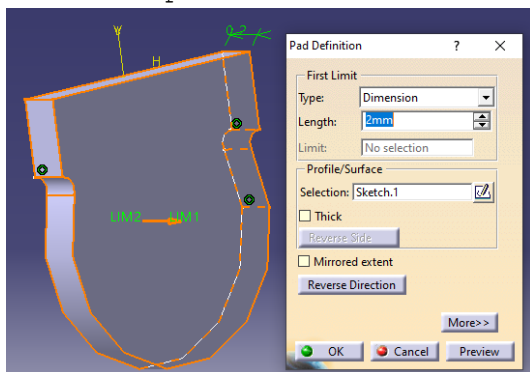 Y
0 2
H
LIM2
LIM1
Pad Definition
?
First Limit
Type:
Dimension
Length:
2mm
Limit:
No selection
Profile/Surface
Selection:
Sketch.1
Thick
Reverse Side
Mirrored extent
Reverse Direction
More>>
OK
Cancel
Preview